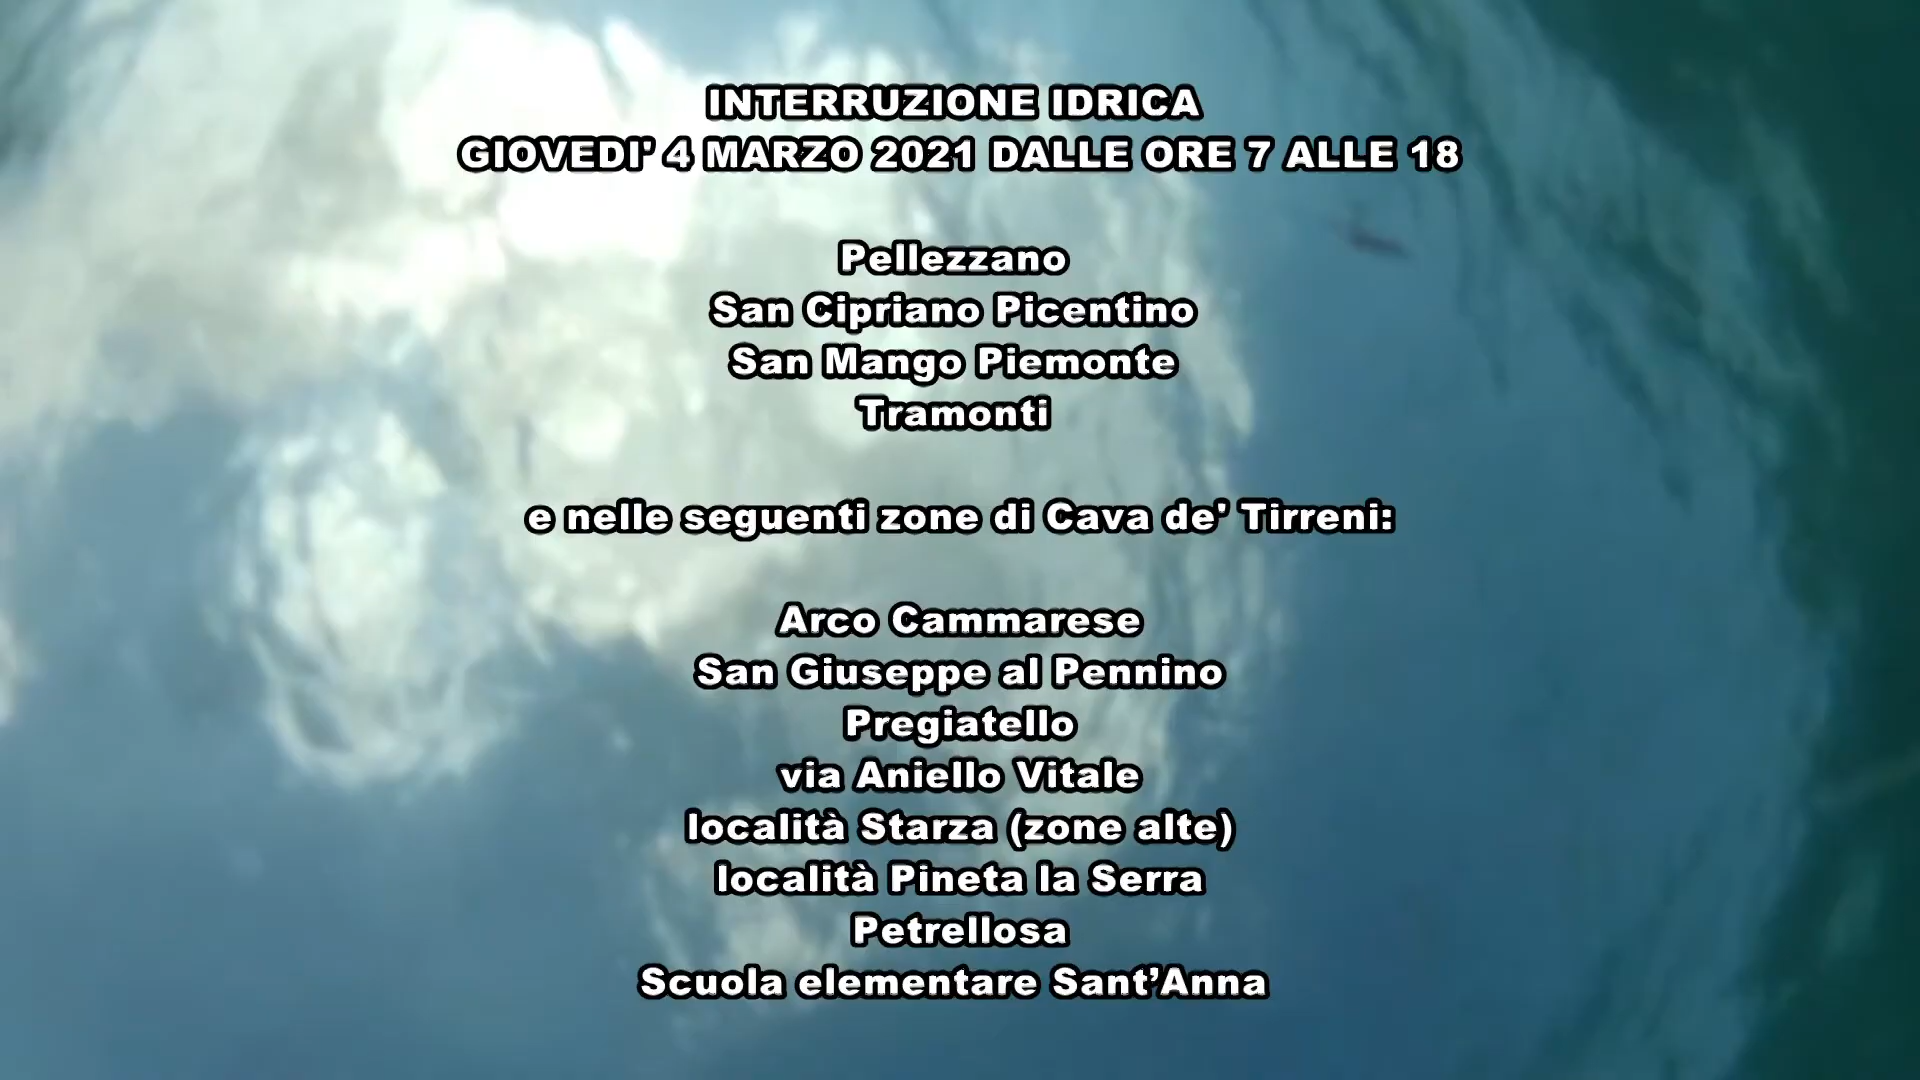 INTERRUZIONE IDRICA
GIOVEDI' 4 MARZO 2021 DALLE ORE 7 ALLE 18
Pellezzano
San Cipriano Picentino
San Mango Piemonte
Tramonti
e nelle seguenti zone di Cava de' Tirreni:
Arco Cammarese
San Giuseppe al Pennino
Pregiatello
via Aniello Vitale
località Starza (zone alte)
località Pineta la Serra
Petrellosa
Scuola elementare Sant’Anna